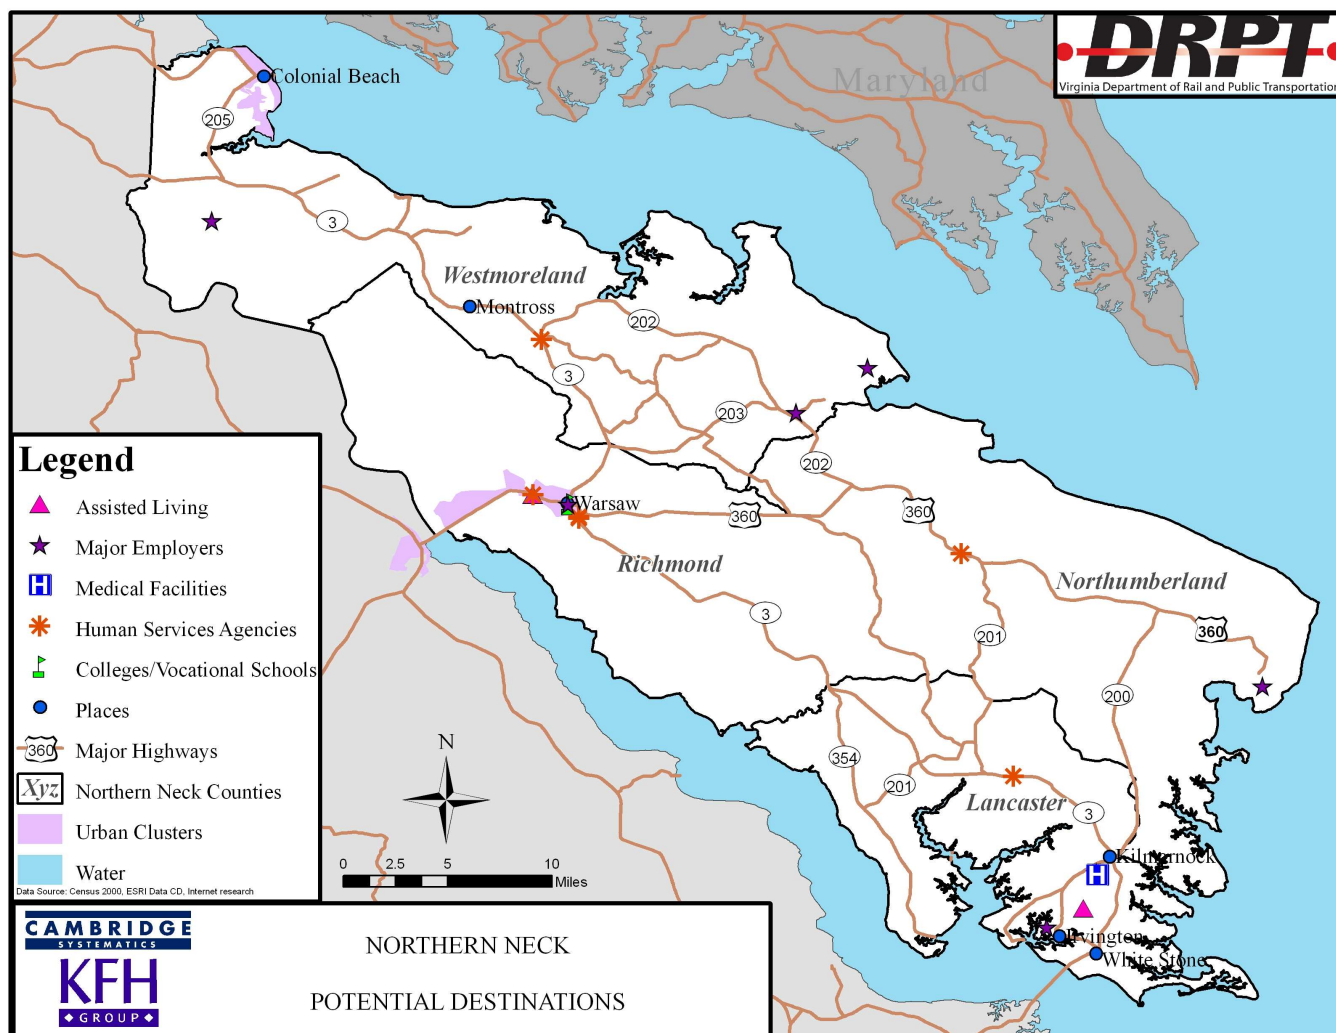 DRPT
Virginia Department of Rail and Public Transportation
Maryland
Colonial Beach
205
3
Westmoreland
Montross
202
3
203
202
Warsaw
360
360
Richmond
Northumberland
3
201
360
200
354
201
Lancaster
3
Kilmarnock
H
Irvington
White Stone
Legend
Assisted Living
Major Employers
H Medical Facilities
Human Services Agencies
Colleges/Vocational Schools
Places
360 Major Highways
Xyz Northern Neck Counties
Urban Clusters
Water
Data Source: Census 2000, ESRI Data CD, Internet research
N
0 2.5 5 10
Miles
CAMBRIDGE
SYSTEMATICS
KFH
GROUP
NORTHERN NECK
POTENTIAL DESTINATIONS